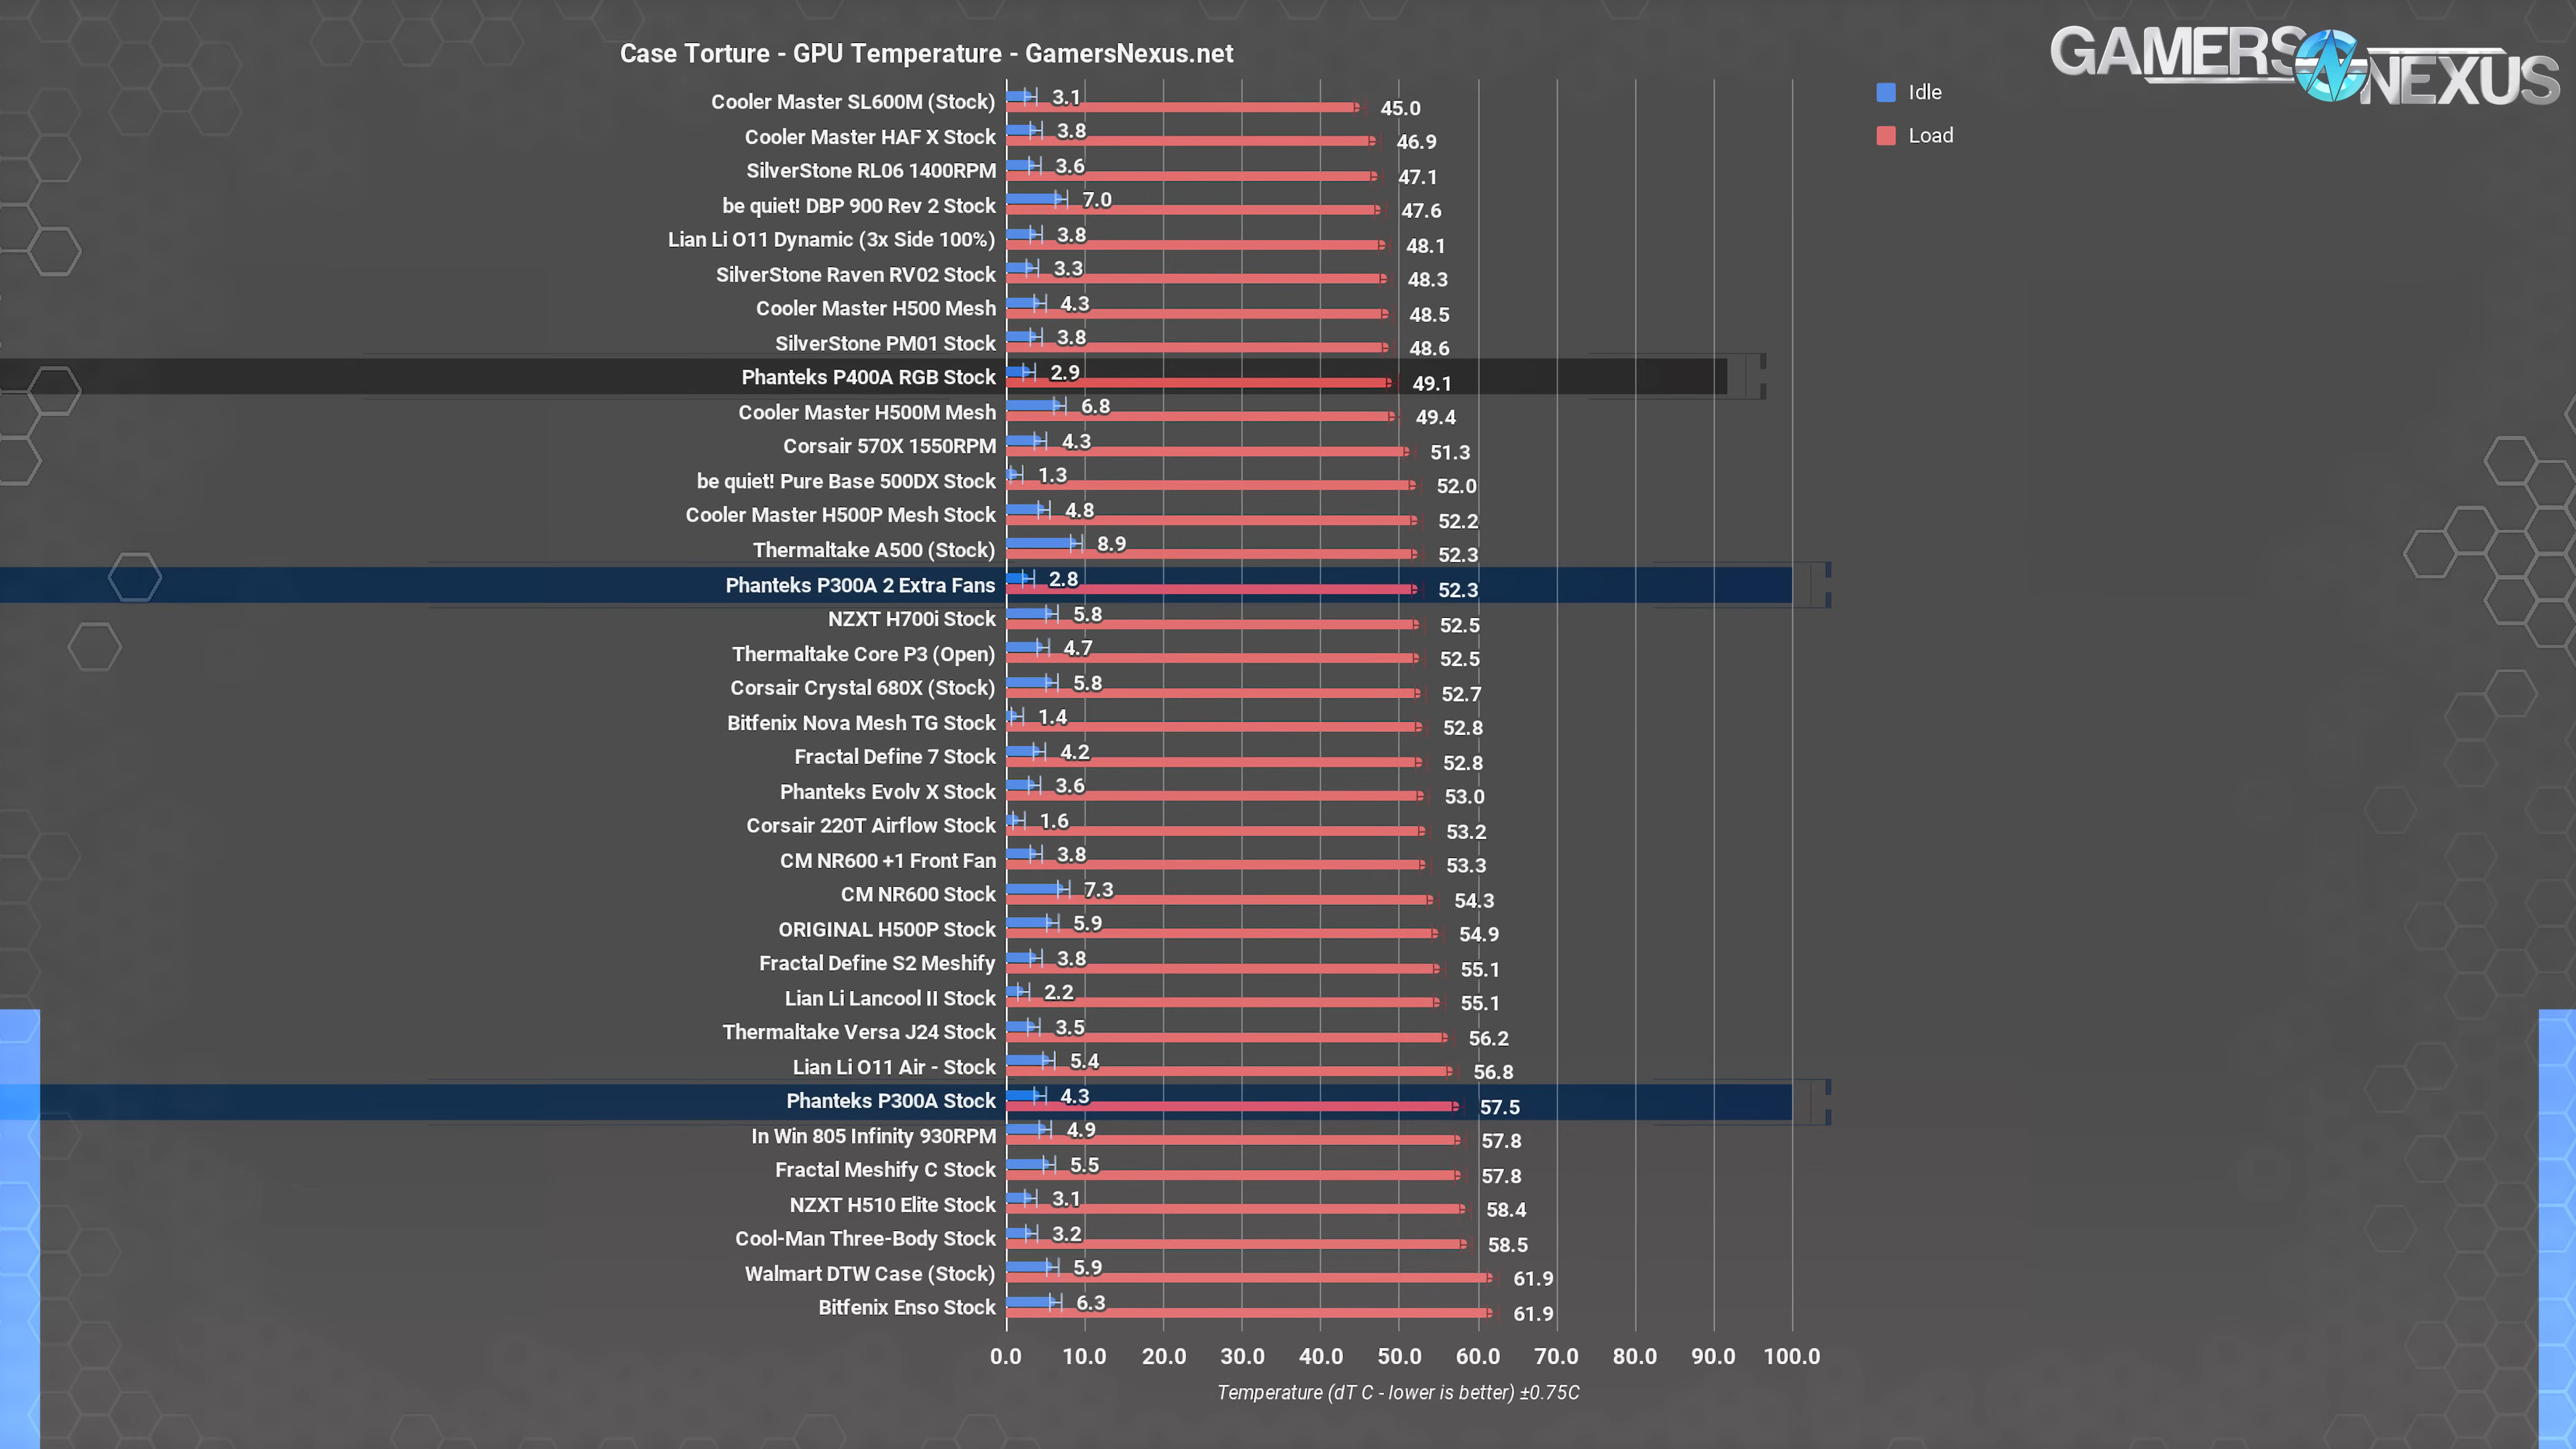 Case Torture - GPU Temperature - GamersNexus.net
GAMERS NEXUS
Idle
Load
Cooler Master SL600M (Stock) 3.1 45.0
Cooler Master HAF X Stock 3.8 46.9
SilverStone RL06 1400RPM 3.6 47.1
be quiet! DBP 900 Rev 2 Stock 7.0 47.6
Lian Li O11 Dynamic (3x Side 100%) 3.8 48.1
SilverStone Raven RV02 Stock 3.3 48.3
Cooler Master H500 Mesh 4.3 48.5
SilverStone PM01 Stock 3.8 48.6
Phanteks P400A RGB Stock 2.9 49.1
Cooler Master H500M Mesh 6.8 49.4
Corsair 570X 1550RPM 4.3 51.3
be quiet! Pure Base 500DX Stock 1.3 52.0
Cooler Master H500P Mesh Stock 4.8 52.2
Thermaltake A500 (Stock) 8.9 52.3
Phanteks P300A 2 Extra Fans 2.8 52.3
NZXT H700i Stock 5.8 52.5
Thermaltake Core P3 (Open) 4.7 52.5
Corsair Crystal 680X (Stock) 5.8 52.7
Bitfenix Nova Mesh TG Stock 1.4 52.8
Fractal Define 7 Stock 4.2 52.8
Phanteks Evolv X Stock 3.6 53.0
Corsair 220T Airflow Stock 1.6 53.2
CM NR600 +1 Front Fan 3.8 53.3
CM NR600 Stock 7.3 54.3
ORIGINAL H500P Stock 5.9 54.9
Fractal Define S2 Meshify 3.8 55.1
Lian Li Lancool II Stock 2.2 55.1
Thermaltake Versa J24 Stock 3.5 56.2
Lian Li O11 Air - Stock 5.4 56.8
Phanteks P300A Stock 4.3 57.5
In Win 805 Infinity 930RPM 4.9 57.8
Fractal Meshify C Stock 5.5 57.8
NZXT H510 Elite Stock 3.1 58.4
Cool-Man Three-Body Stock 3.2 58.5
Walmart DTW Case (Stock) 5.9 61.9
Bitfenix Enso Stock 6.3 61.9
0.0 10.0 20.0 30.0 40.0 50.0 60.0 70.0 80.0 90.0 100.0
Temperature (dT C - lower is better) ±0.75C